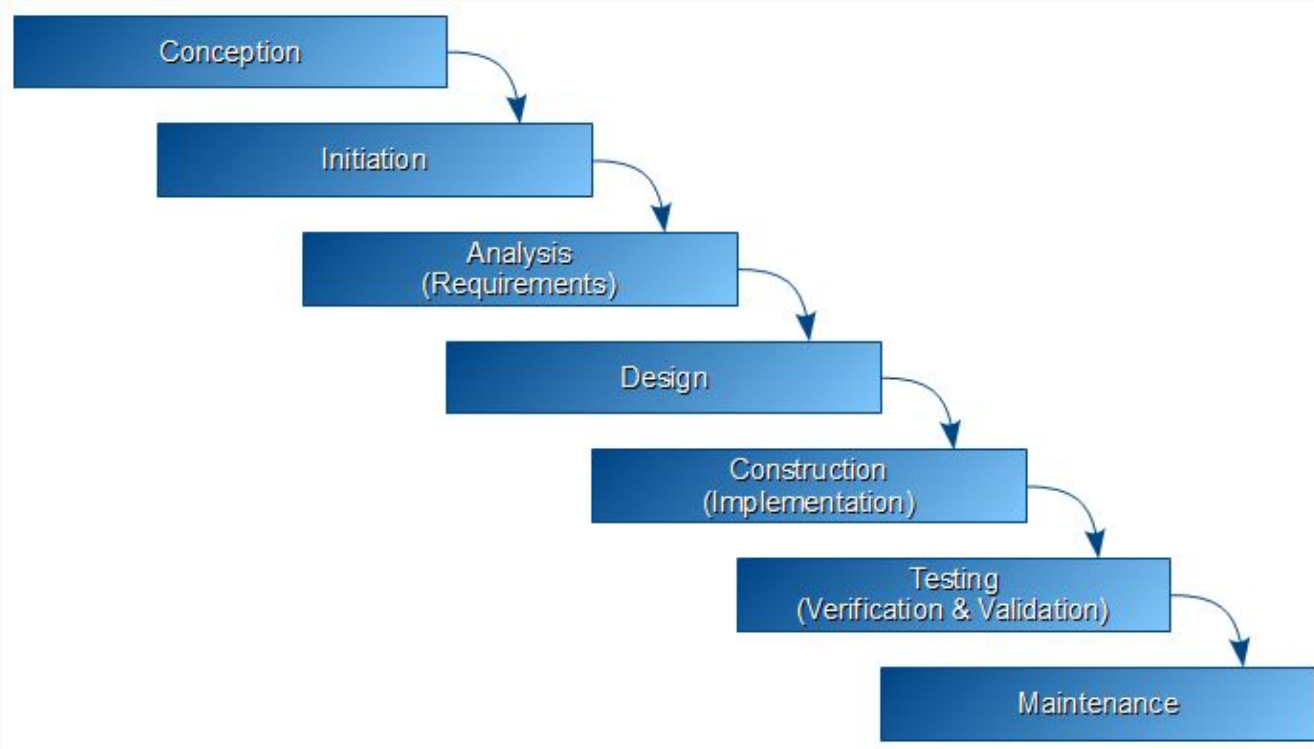 Conception
Initiation
Analysis
(Requirements)
Design
Construction
(Implementation)
Testing
(Verification & Validation)
Maintenance